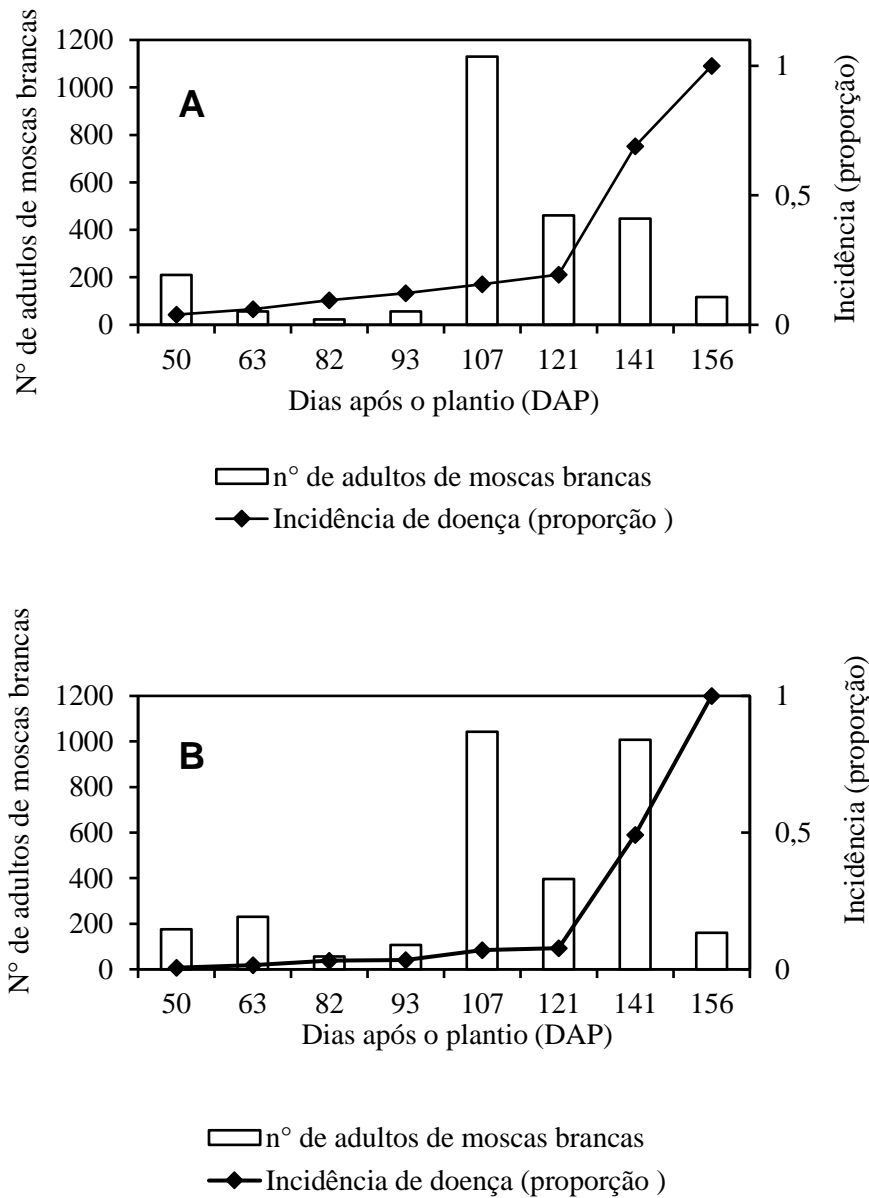 N° de adutlos de moscas brancas
1200
1000
800
600
400
200
0
A
1
0,5
0
Incidência (proporção)
50 63 82 93 107 121 141 156
Dias após o plantio (DAP)
n° de adultos de moscas brancas
Incidência de doença (proporção )
N° de adultos de moscas brancas
1200
1000
800
600
400
200
0
B
1
0,5
0
Incidência (proporção)
50 63 82 93 107 121 141 156
Dias após o plantio (DAP)
n° de adultos de moscas brancas
Incidência de doença (proporção )